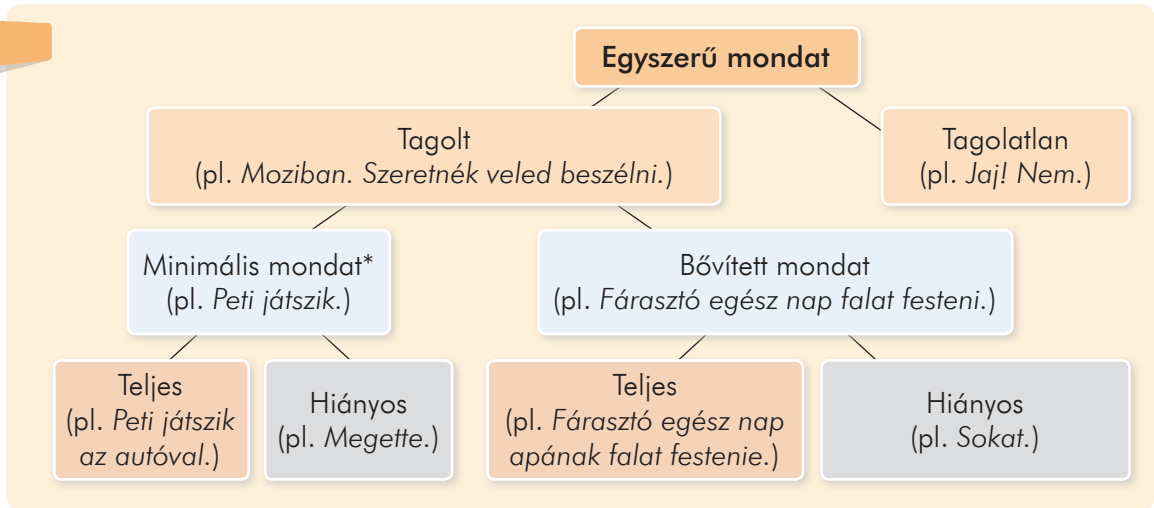 Egyszerű mondat
Tagolt
(pl. Moziban. Szeretnék veled beszélni.)
Tagolatlan
(pl. Jaj! Nem.)
Minimális mondat*
(pl. Peti játszik.)
Bővített mondat
(pl. Fárasztó egész nap falat festeni.)
Teljes
(pl. Peti játszik
az autóval.)
Hiányos
(pl. Megette.)
Teljes
(pl. Fárasztó egész nap
apának falat festenie.)
Hiányos
(pl. Sokat.)